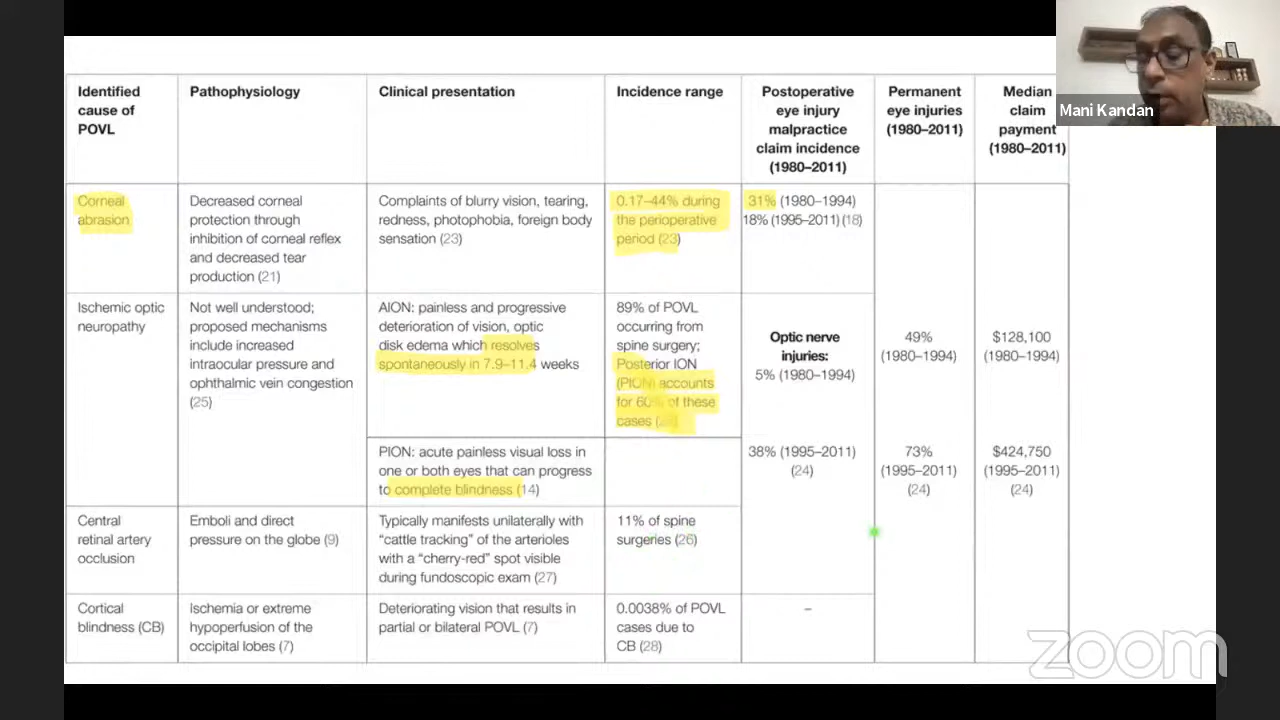 Mani Kandan
Identified
cause of
POVL
Pathophysiology
Clinical presentation
Incidence range
Postoperative
eye injury
malpractice
claim incidence
(1980–2011)
Permanent
eye injuries
(1980–2011)
Median
claim
payment
(1980–2011)
Corneal
abrasion
Decreased corneal
protection through
inhibition of corneal reflex
and decreased tear
production (21)
Complaints of blurry vision, tearing,
redness, photophobia, foreign body
sensation (23)
0.17–44% during
the perioperative
period (23)
31% (1980–1994)
18% (1995–2011) (18)
Ischemic optic
neuropathy
Not well understood;
proposed mechanisms
include increased
intraocular pressure and
ophthalmic vein congestion
(25)
AION: painless and progressive
deterioration of vision, optic
disk edema which resolves
spontaneously in 7.9–11.4 weeks
89% of POVL
occurring from
spine surgery;
Posterior ION
(PION) accounts
for 60% of these
cases
Optic nerve
injuries:
5% (1980–1994)
49%
(1980–1994)
$128,100
(1980–1994)
PION: acute painless visual loss in
one or both eyes that can progress
to complete blindness (14)
38% (1995–2011)
(24)
73%
(1995–2011)
(24)
$424,750
(1995–2011)
(24)
Central
retinal artery
occlusion
Emboli and direct
pressure on the globe (9)
Typically manifests unilaterally with
“cattle tracking” of the arterioles
with a “cherry-red” spot visible
during fundoscopic exam (27)
11% of spine
surgeries (26)
Cortical
blindness (CB)
Ischemia or extreme
hypoperfusion of the
occipital lobes (7)
Deteriorating vision that results in
partial or bilateral POVL (7)
0.0038% of POVL
cases due to
CB (28)
–
zoom